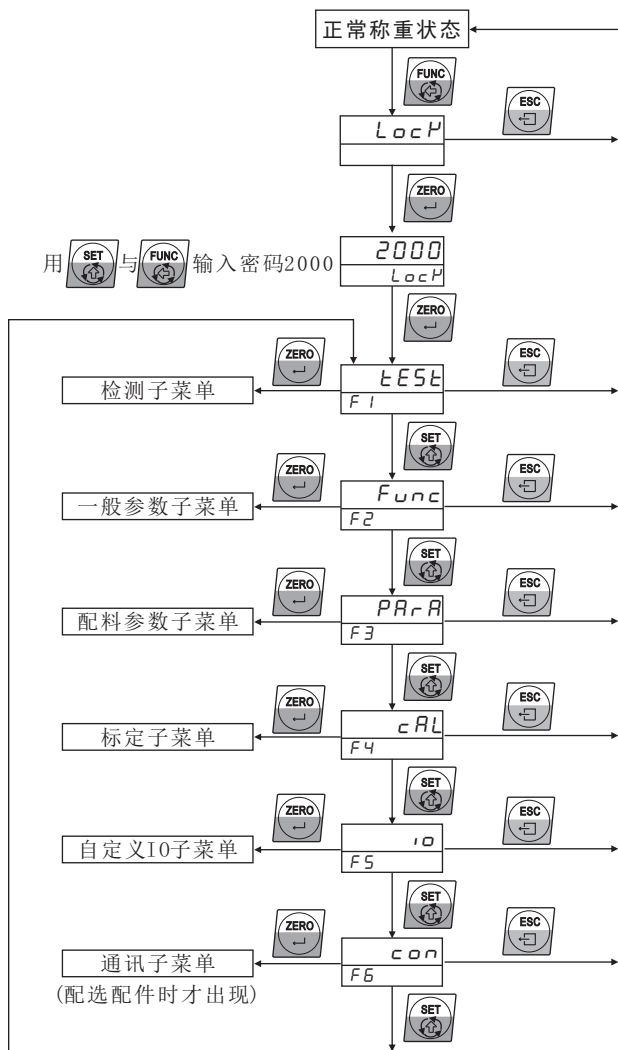 正常称重状态
FUNC
LocK
ESC
ZERO
用 SET 与 FUNC 输入密码2000
2000
LocK
ZERO
ZERO
tESt
ESC
检测子菜单
F1
SET
ZERO
Func
ESC
一般参数子菜单
F2
SET
ZERO
PArA
ESC
配料参数子菜单
F3
SET
ZERO
cAL
ESC
标定子菜单
F4
SET
ZERO
io
ESC
自定义IO子菜单
F5
SET
ZERO
con
ESC
通讯子菜单
F6
(配选配件时才出现)
SET